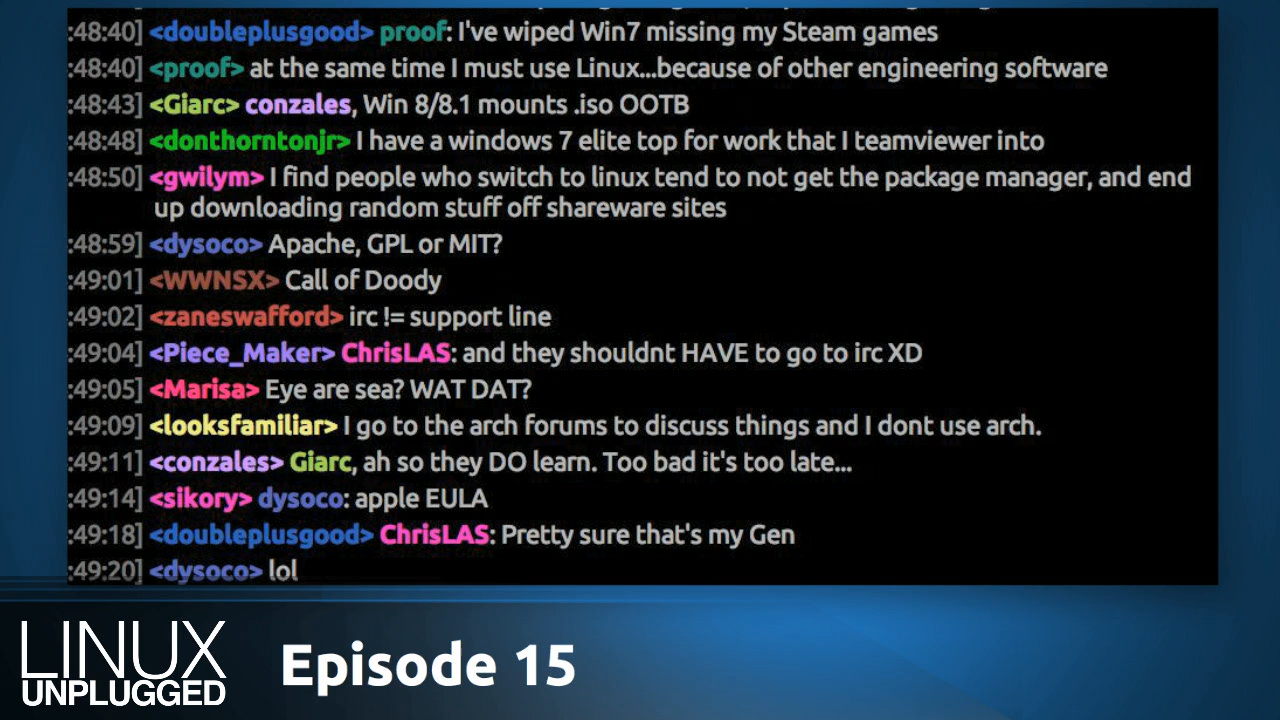 :48:40] <doubleplusgood> proof: I've wiped Win7 missing my Steam games
:48:40] <proof> at the same time I must use Linux...because of other engineering software
:48:43] <Giarc> conzales, Win 8/8.1 mounts .iso OOTB
:48:48] <donthorntonjr> I have a windows 7 elite top for work that I teamviewer into
:48:50] <gwilym> I find people who switch to linux tend to not get the package manager, and end
up downloading random stuff off shareware sites
:48:59] <dysoco> Apache, GPL or MIT?
:49:01] <WWNSX> Call of Doody
:49:02] <zaneswafford> irc != support line
:49:04] <Piece_Maker> ChrisLAS: and they shouldnt HAVE to go to irc XD
:49:05] <Marisa> Eye are sea? WAT DAT?
:49:09] <looksfamiliar> I go to the arch forums to discuss things and I dont use arch.
:49:11] <conzales> Giarc, ah so they DO learn. Too bad it's too late...
:49:14] <sikory> dysoco: apple EULA
:49:18] <doubleplusgood> ChrisLAS: Pretty sure that's my Gen
:49:20] <dysoco> lol
LINUX
UNPLUGGED
Episode 15